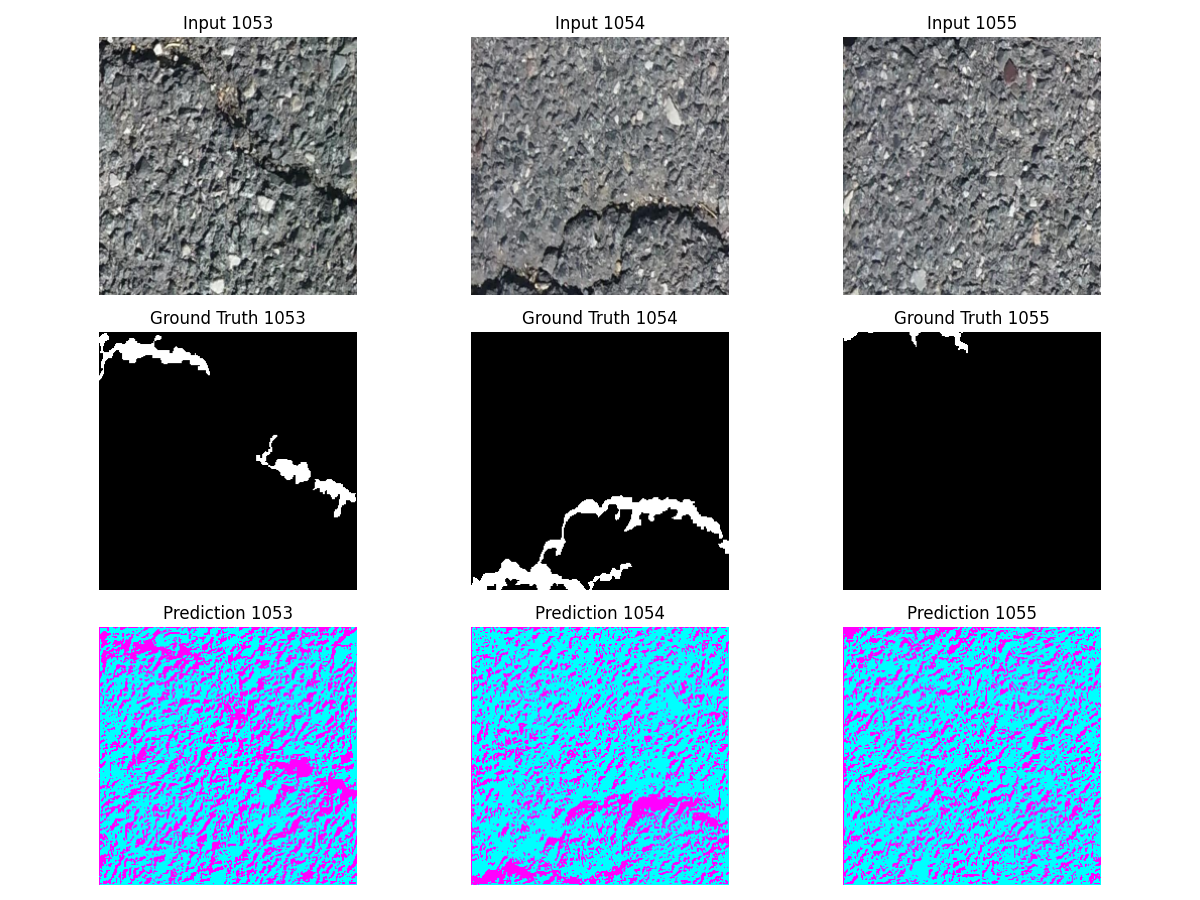 Input 1053
Input 1054
Input 1055
Ground Truth 1053
Ground Truth 1054
Ground Truth 1055
Prediction 1053
Prediction 1054
Prediction 1055